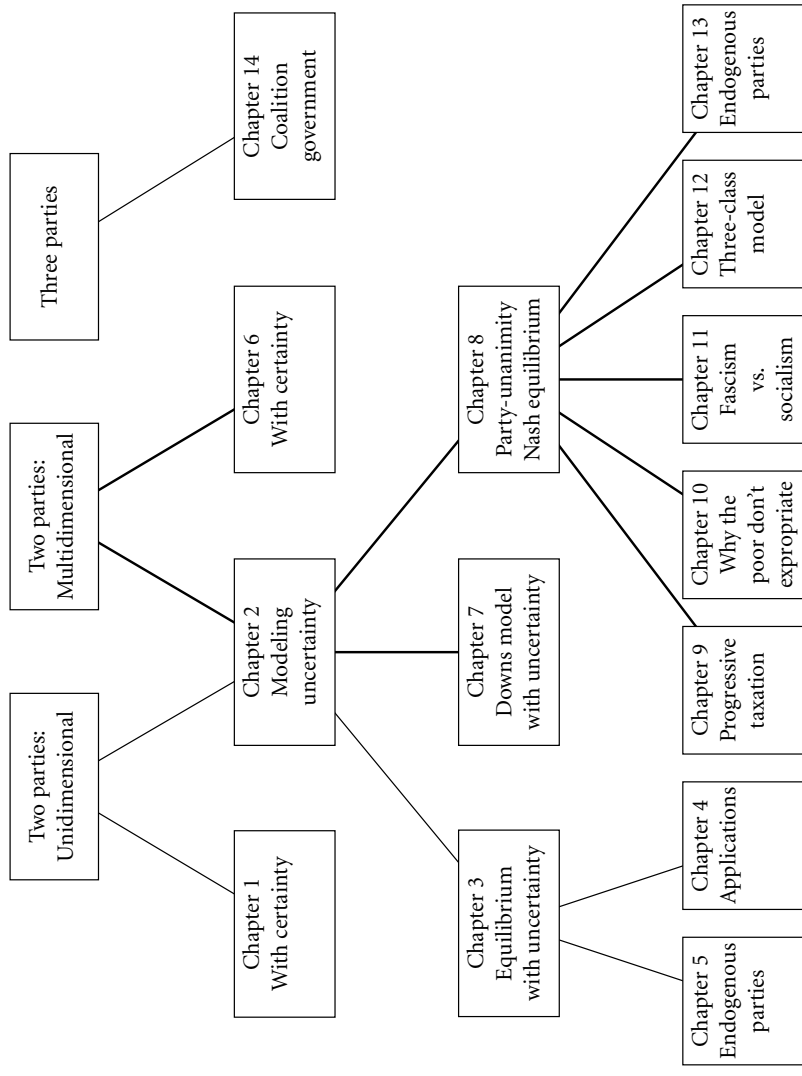 Two parties:
Unidimensional
Two parties:
Multidimensional
Three parties
Chapter 1
With certainty
Chapter 2
Modeling
uncertainty
Chapter 6
With certainty
Chapter 14
Coalition
government
Chapter 3
Equilibrium
with uncertainty
Chapter 7
Downs model
with uncertainty
Chapter 8
Party-unanimity
Nash equilibrium
Chapter 5
Endogenous
parties
Chapter 4
Applications
Chapter 9
Progressive
taxation
Chapter 10
Why the
poor don’t
expropriate
Chapter 11
Fascism
vs.
socialism
Chapter 12
Three-class
model
Chapter 13
Endogenous
parties